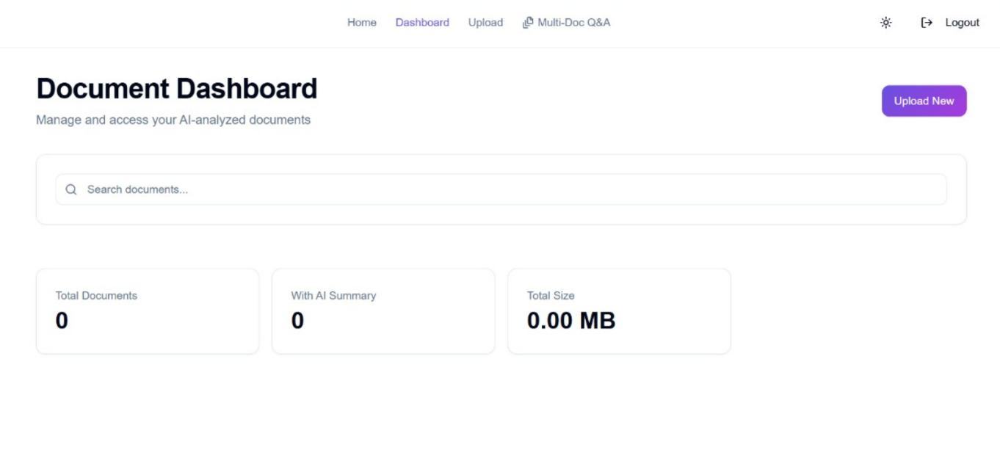 Home Dashboard Upload Multi-Doc Q&A Logout
Document Dashboard
Manage and access your AI-analyzed documents
Upload New
Search documents...
Total Documents
0
With AI Summary
0
Total Size
0.00 MB